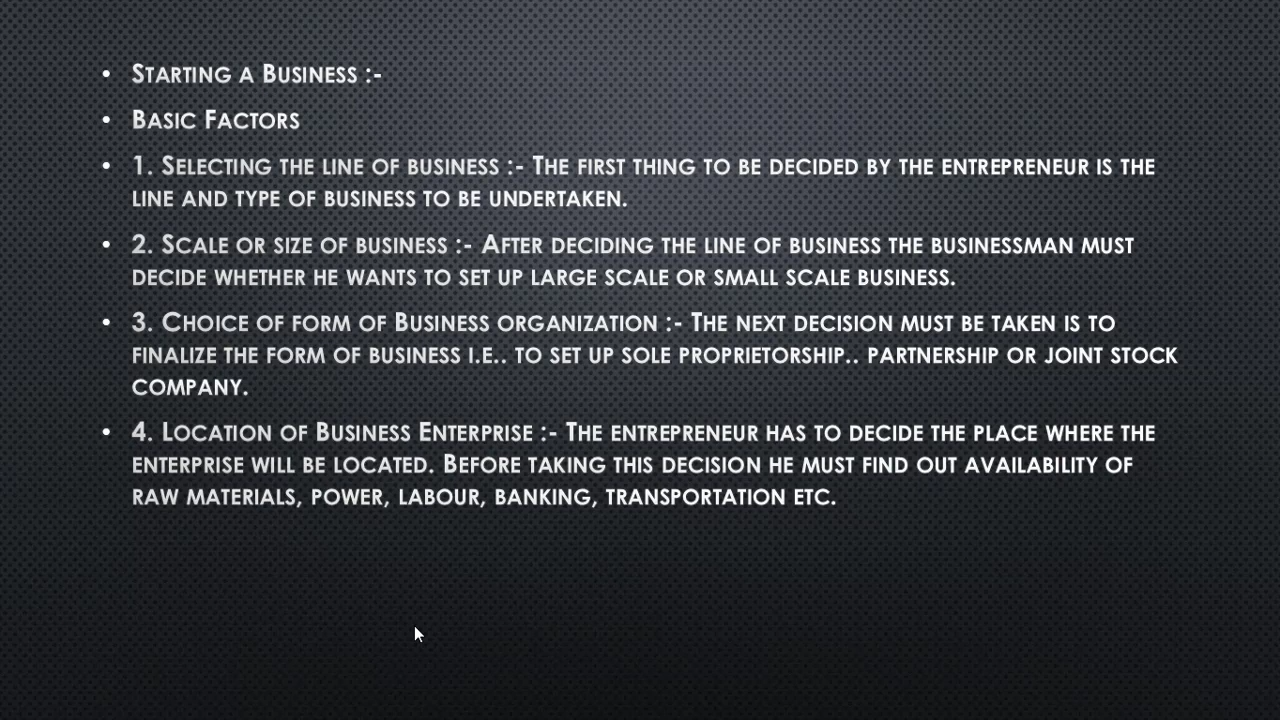 • Starting a Business :-
• Basic Factors
• 1. Selecting the line of business :- The first thing to be decided by the entrepreneur is the
line and type of business to be undertaken.
• 2. Scale or size of business :- After deciding the line of business the businessman must
decide whether he wants to set up large scale or small scale business.
• 3. Choice of form of Business organization :- The next decision must be taken is to
finalize the form of business i.e.. to set up sole proprietorship.. partnership or joint stock
company.
• 4. Location of Business Enterprise :- The entrepreneur has to decide the place where the
enterprise will be located. Before taking this decision he must find out availability of
raw materials, power, labour, banking, transportation etc.